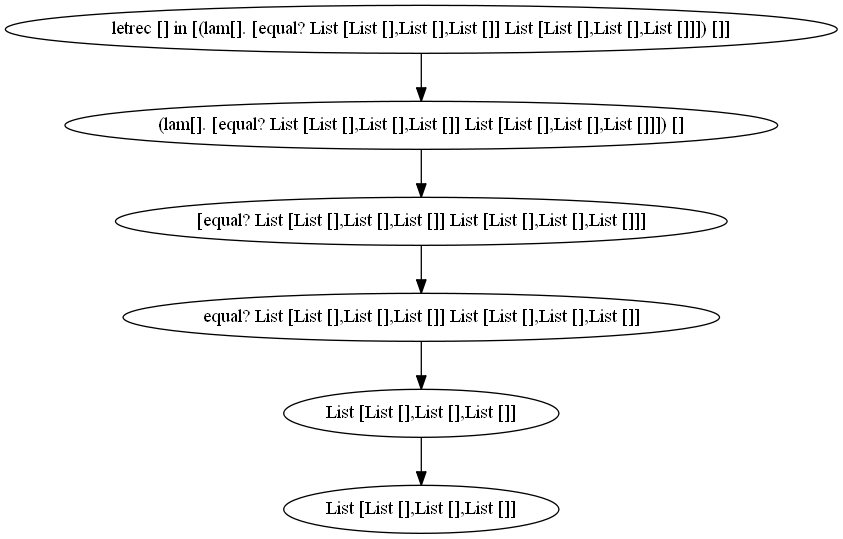 letrec [] in [(lam[]. [equal? List [List [],List [],List []] List [List [],List [],List []]]) []]
(lam[]. [equal? List [List [],List [],List []] List [List [],List [],List []]]) []
[equal? List [List [],List [],List []] List [List [],List [],List []]]
equal? List [List [],List [],List []] List [List [],List [],List []]
List [List [],List [],List []]
List [List [],List [],List []]